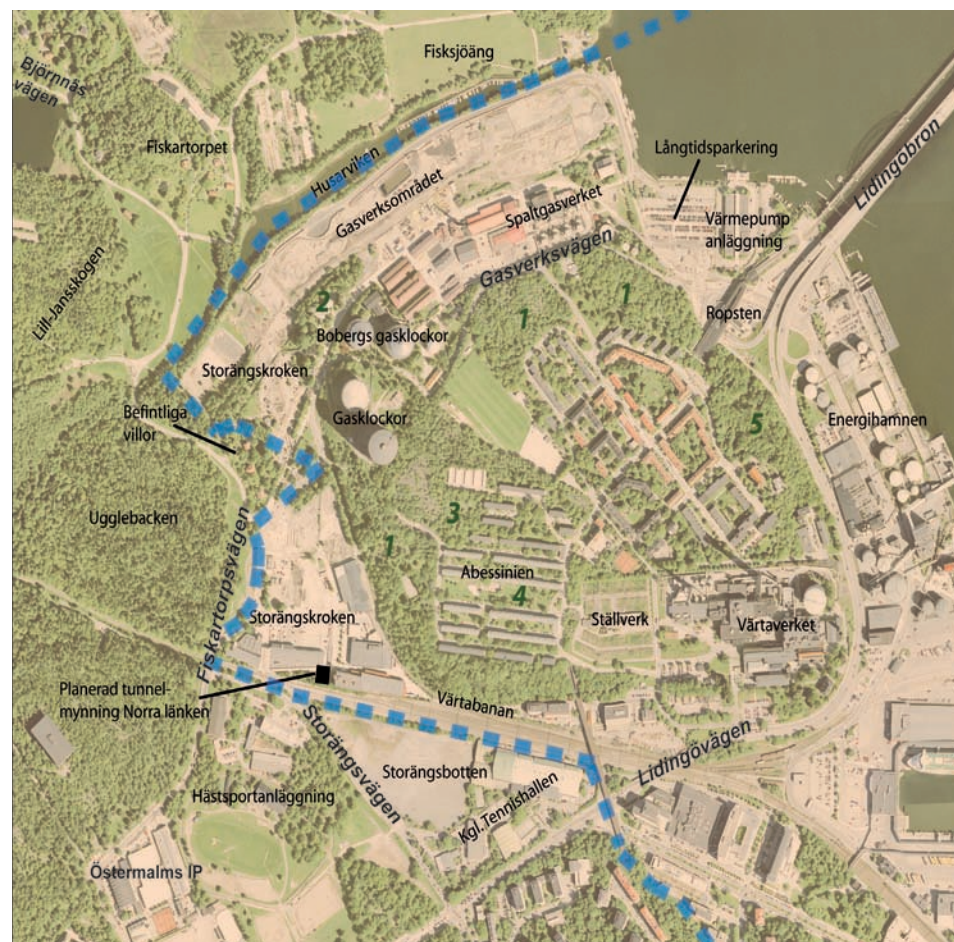 Fisksjöäng
Björnnäs
vägen
Fiskartorpet
Husarviken
Långtidsparkering
Lidingöbron
Gasverksområdet
Spaltgasverket
Värmepump
anläggning
Gasverksvägen
Lill-Jansskogen
2
1
1
Ropsten
Bobergs gasklockor
Storängskroken
Befintliga
villor
Gasklockor
5
Energihamnen
Ugglebacken
3
1
Abessinien
4
Fiskartorpsvägen
Storängskroken
Ställverk
Värtaverket
Planerad tunnel-
mynning Norra länken
Värtabanan
Storängsvägen
Lidingövägen
Storängsbotten
Hästsportanläggning
Kgl.Tennishallen
Östermalms IP